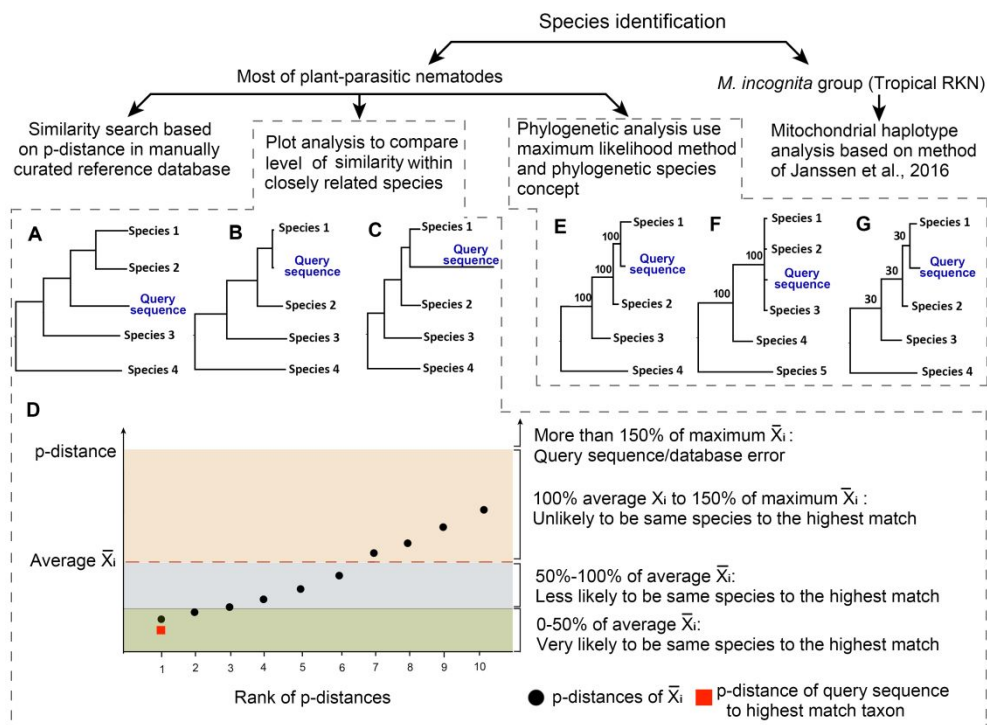 Species identification
Most of plant-parasitic nematodes
M. incognita group (Tropical RKN)
Similarity search based
on p-distance in manually
curated reference database
Plot analysis to compare
level of similarity within
closely related species
Phylogenetic analysis use
maximum likelihood method
and phylogenetic species
concept
Mitochondrial haplotype
analysis based on method
of Janssen et al., 2016
A
Species 1
Species 2
Query
sequence
Species 3
Species 4
B
Species 1
Query
sequence
Species 2
Species 3
Species 4
C
Species 1
Query
sequence
Species 2
Species 3
Species 4
E
Species 1
100
Query
sequence
100
Species 2
100
Species 3
Species 4
F
Species 1
Species 2
100
Query
sequence
Species 3
100
Species 4
Species 5
G
Species 1
30
Query
sequence
30
Species 2
30
Species 3
Species 4
D
p-distance
Average X̄i
1 2 3 4 5 6 7 8 9 10
Rank of p-distances
More than 150% of maximum X̄i :
Query sequence/database error
100% average Xi to 150% of maximum X̄i :
Unlikely to be same species to the highest match
50%-100% of average X̄i:
Less likely to be same species to the highest match
0-50% of average X̄i:
Very likely to be same species to the highest match
p-distances of X̄i
p-distance of query sequence
to highest match taxon